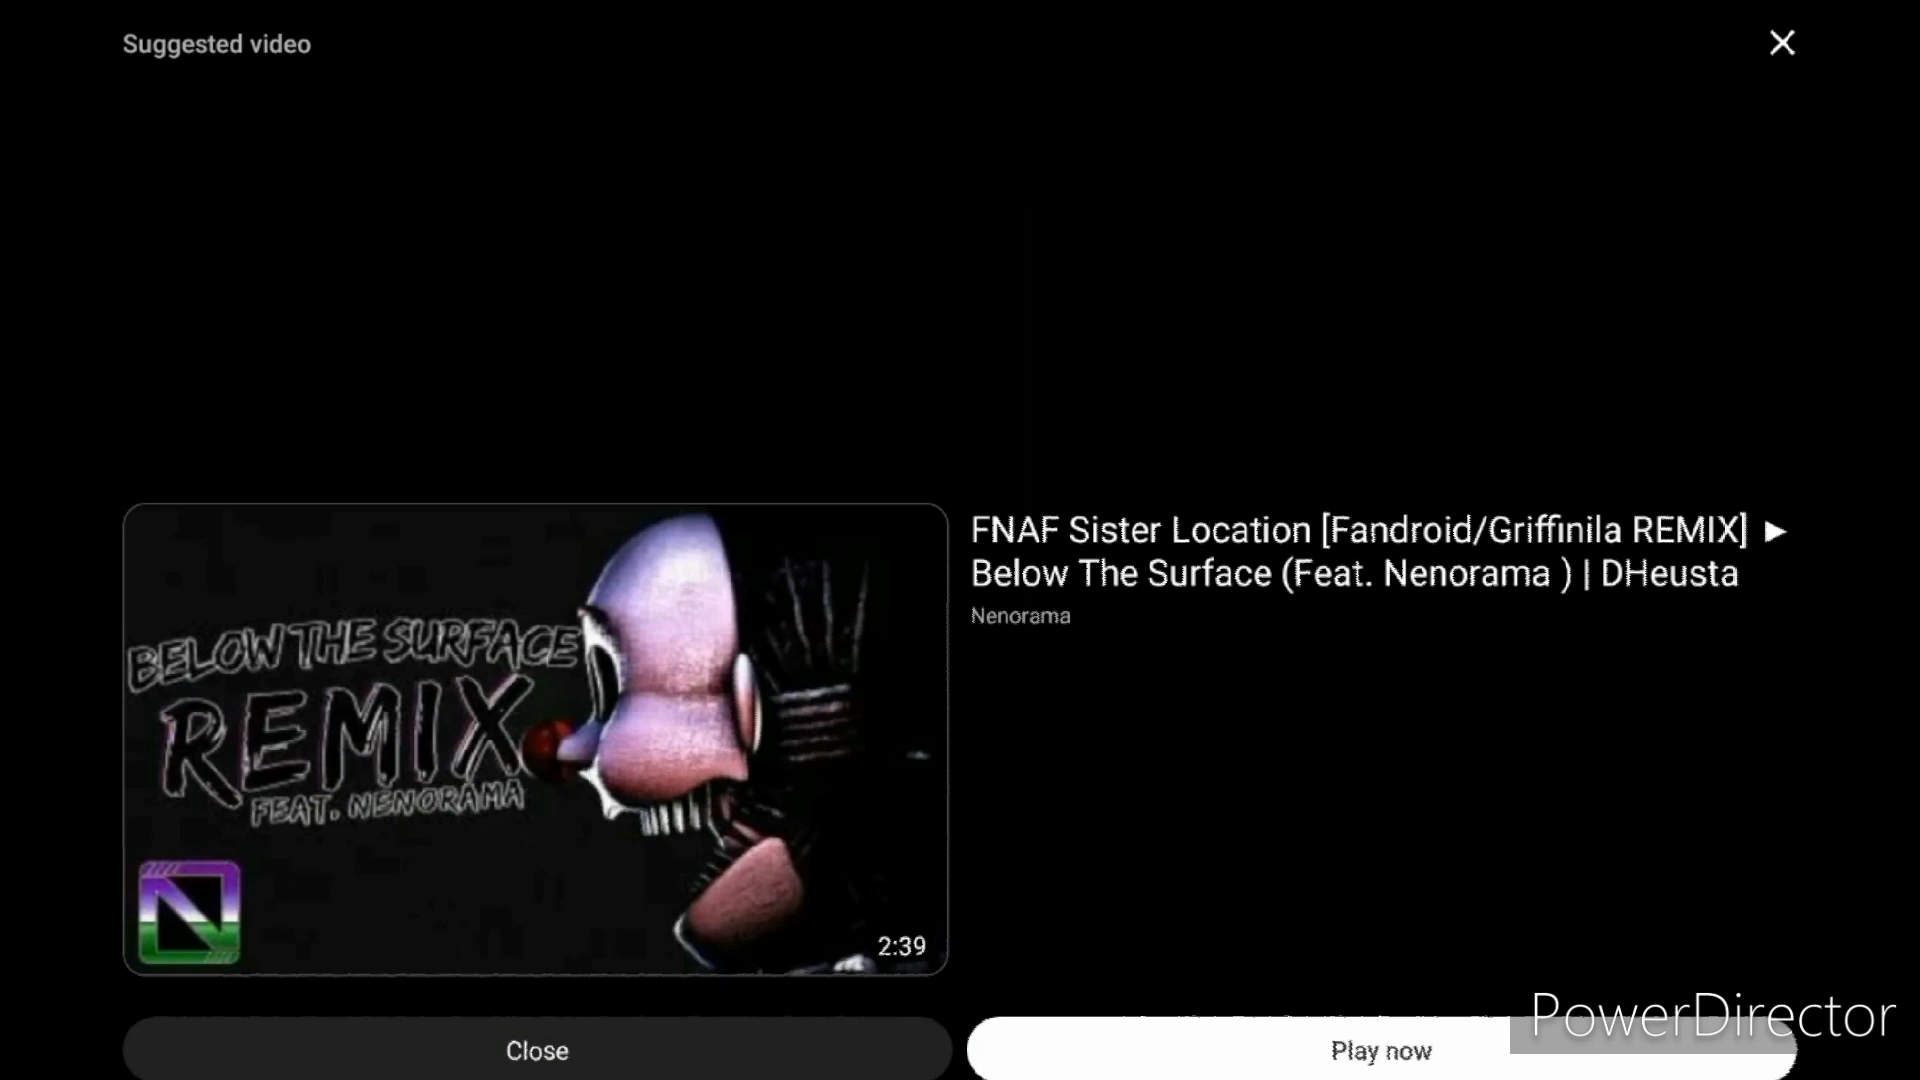 Suggested video
BELOW THE SURFACE
REMIX
FEAT. NENORAMA
N
2:39
FNAF Sister Location [Fandroid/Griffinila REMIX] ►
Below The Surface (Feat. Nenorama ) | DHeusta
Nenorama
Close
Play now
PowerDirector